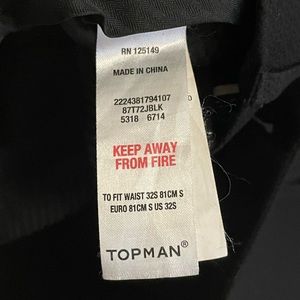 RN 125149
MADE IN CHINA
2224381794107
87T72JBLK
5318 6714
KEEP AWAY
FROM FIRE
TO FIT WAIST 32S 81CM S
EURO 81CM S US 32S
TOPMAN®